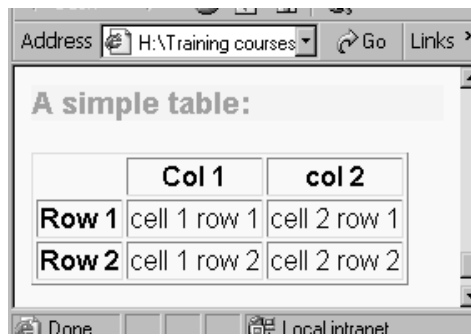 Address H:\Training courses Go Links »
A simple table:
Col 1 col 2
Row 1 cell 1 row 1 cell 2 row 1
Row 2 cell 1 row 2 cell 2 row 2
Done Local intranet